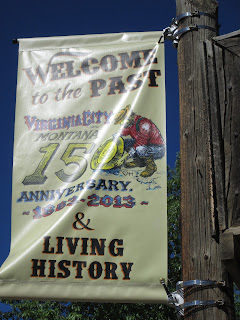 WELCOME
to the PAST
VIRGINIA CITY
MONTANA
150
ANNIVERSARY.
~ 1863-2013 ~
&
LIVING
HISTORY